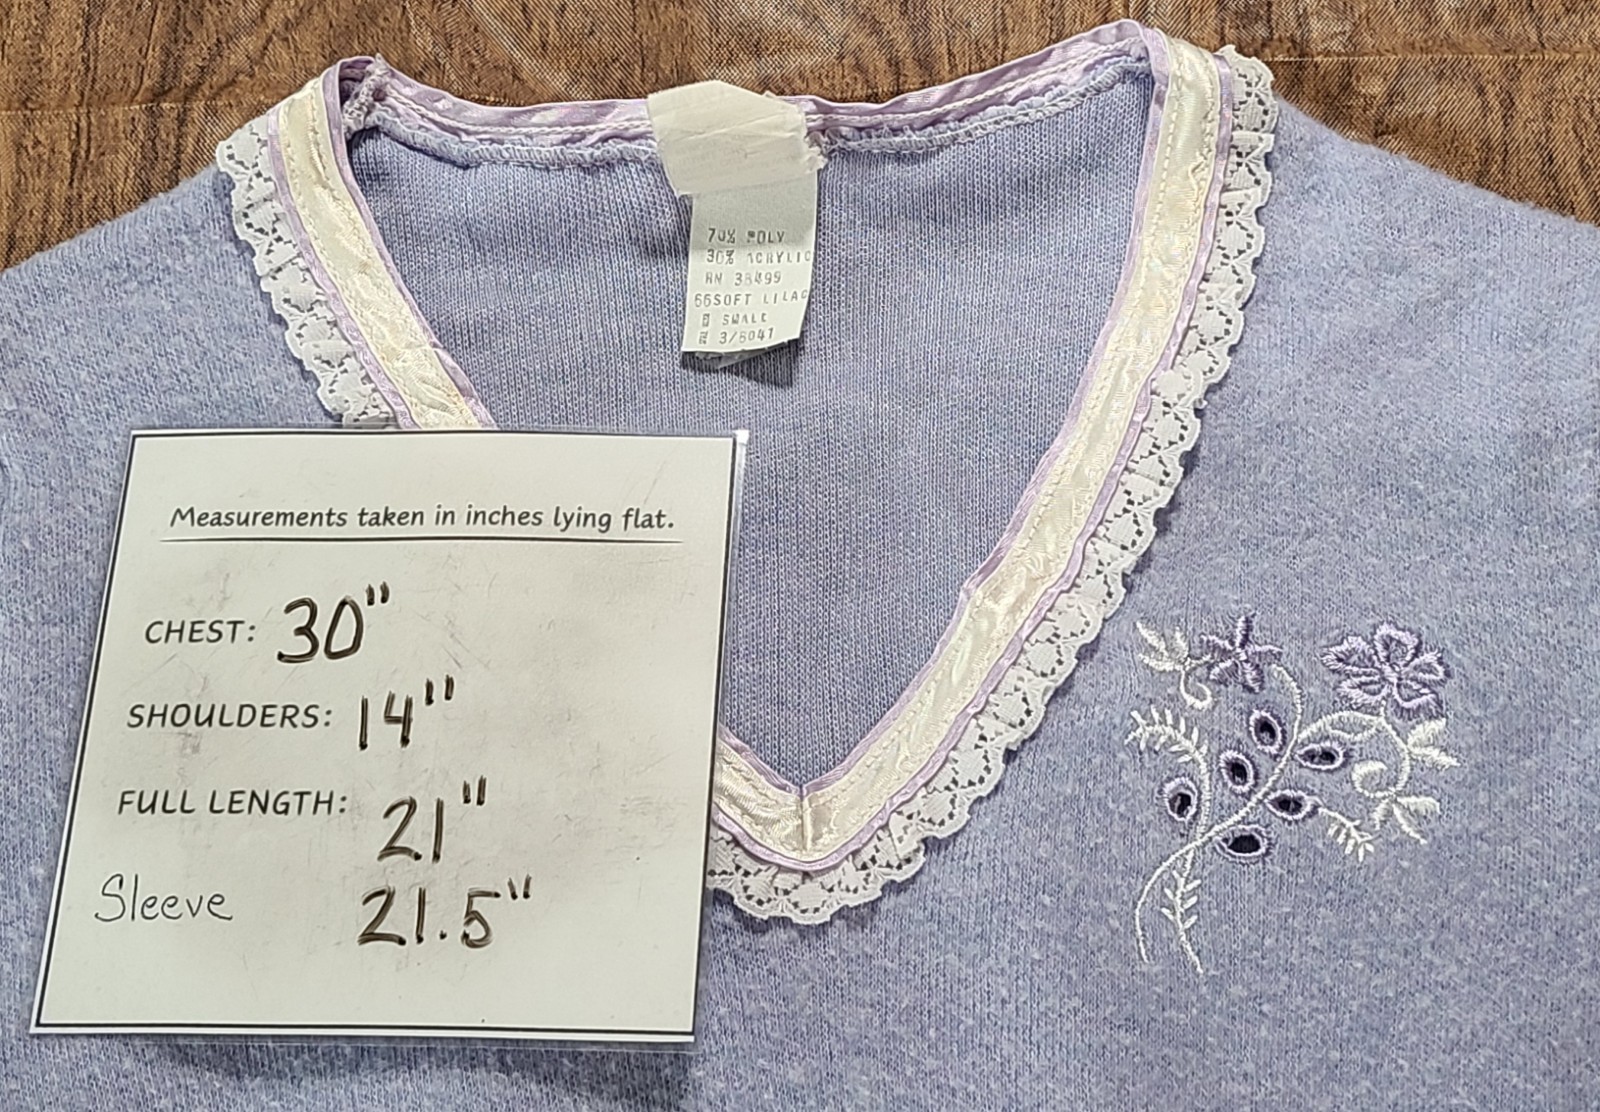 70% POLY
30% ACRYLIC
RN 38499
66SOFT LILAC
SMALL
3/6041
Measurements taken in inches lying flat.
CHEST: 30"
SHOULDERS: 14"
FULL LENGTH: 21"
Sleeve 21.5"